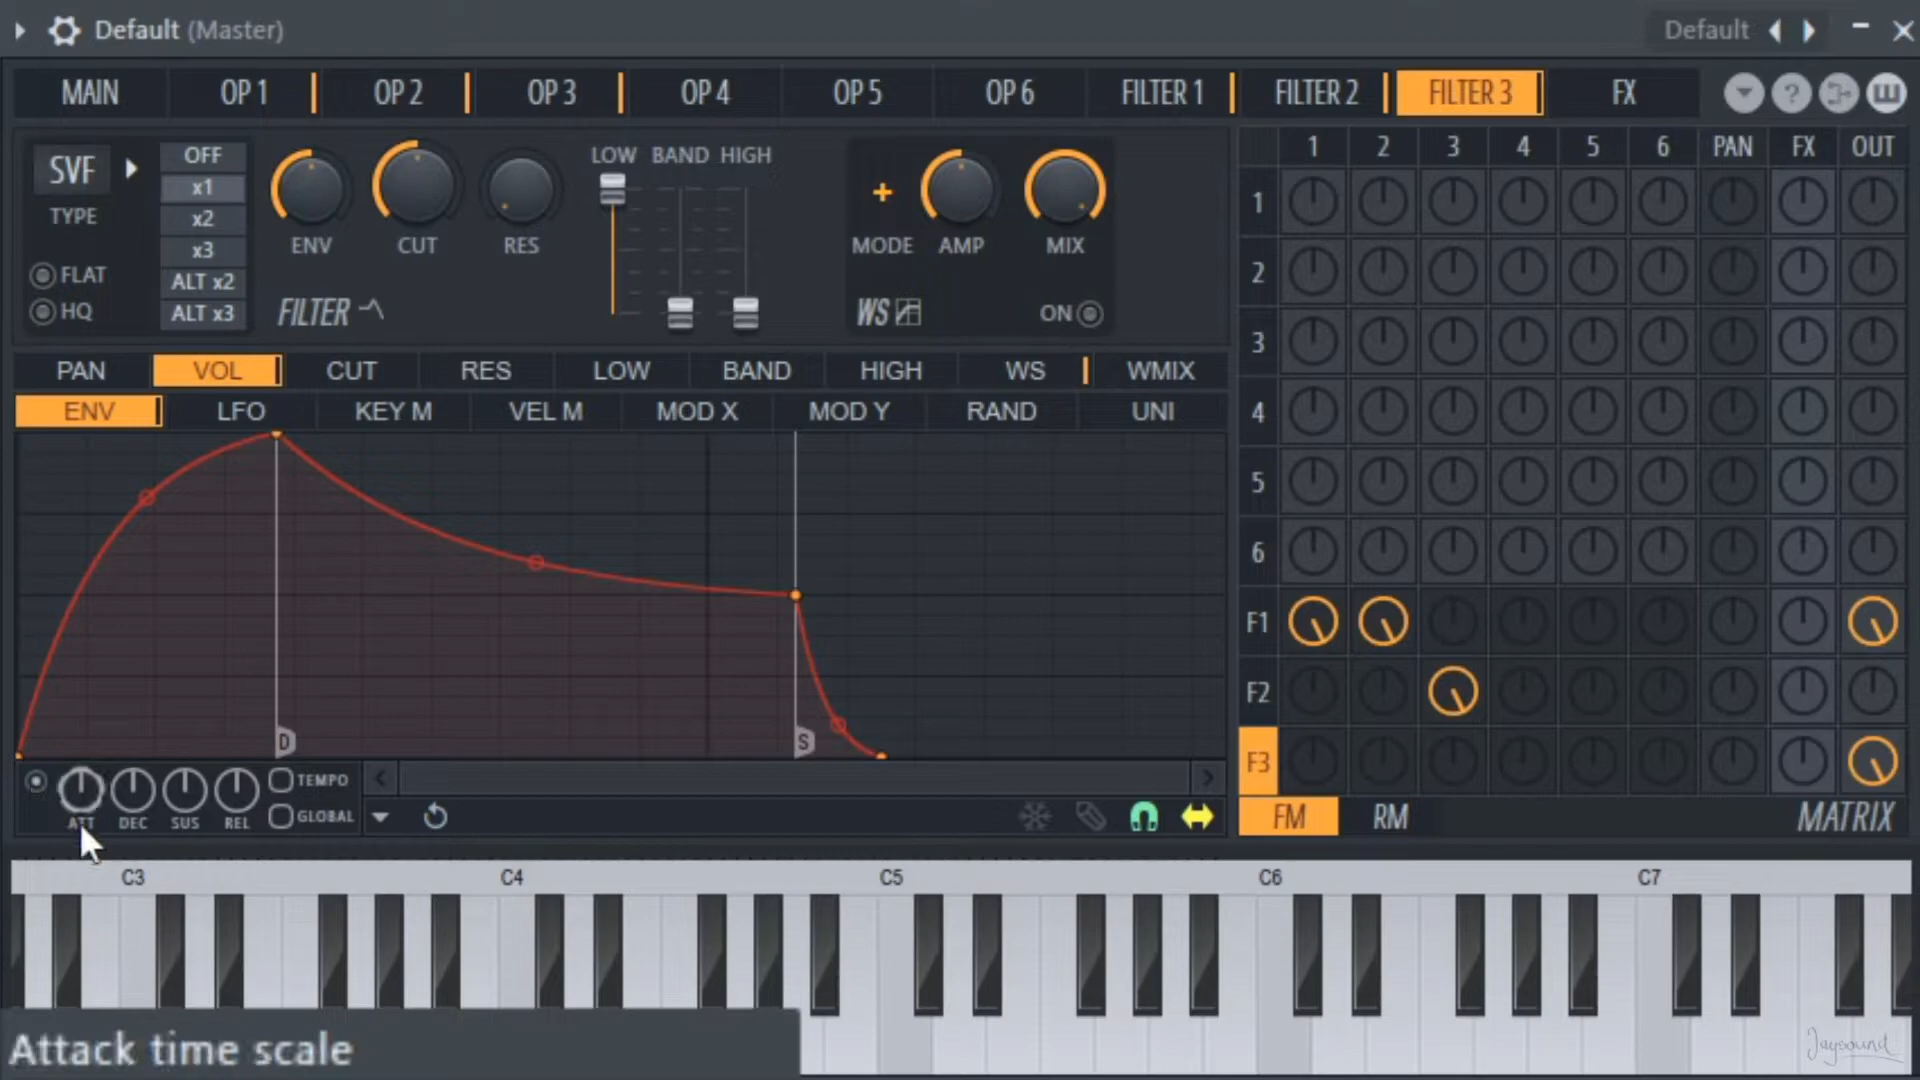 Default (Master) Default
MAIN OP 1 OP 2 OP 3 OP 4 OP 5 OP 6 FILTER 1 FILTER 2 FILTER 3 FX ?
SVF
TYPE
FLAT
HQ
OFF
x1
x2
x3
ALT x2
ALT x3
ENV CUT RES
FILTER
LOW BAND HIGH
+
MODE AMP MIX
WS ON
PAN VOL CUT RES LOW BAND HIGH WS WMIX
ENV LFO KEY M VEL M MOD X MOD Y RAND UNI
D S
ATT DEC SUS REL
TEMPO
GLOBAL
1 2 3 4 5 6 PAN FX OUT
1
2
3
4
5
6
F1
F2
F3
FM RM MATRIX
C3 C4 C5 C6 C7
Attack time scale
Jaysound